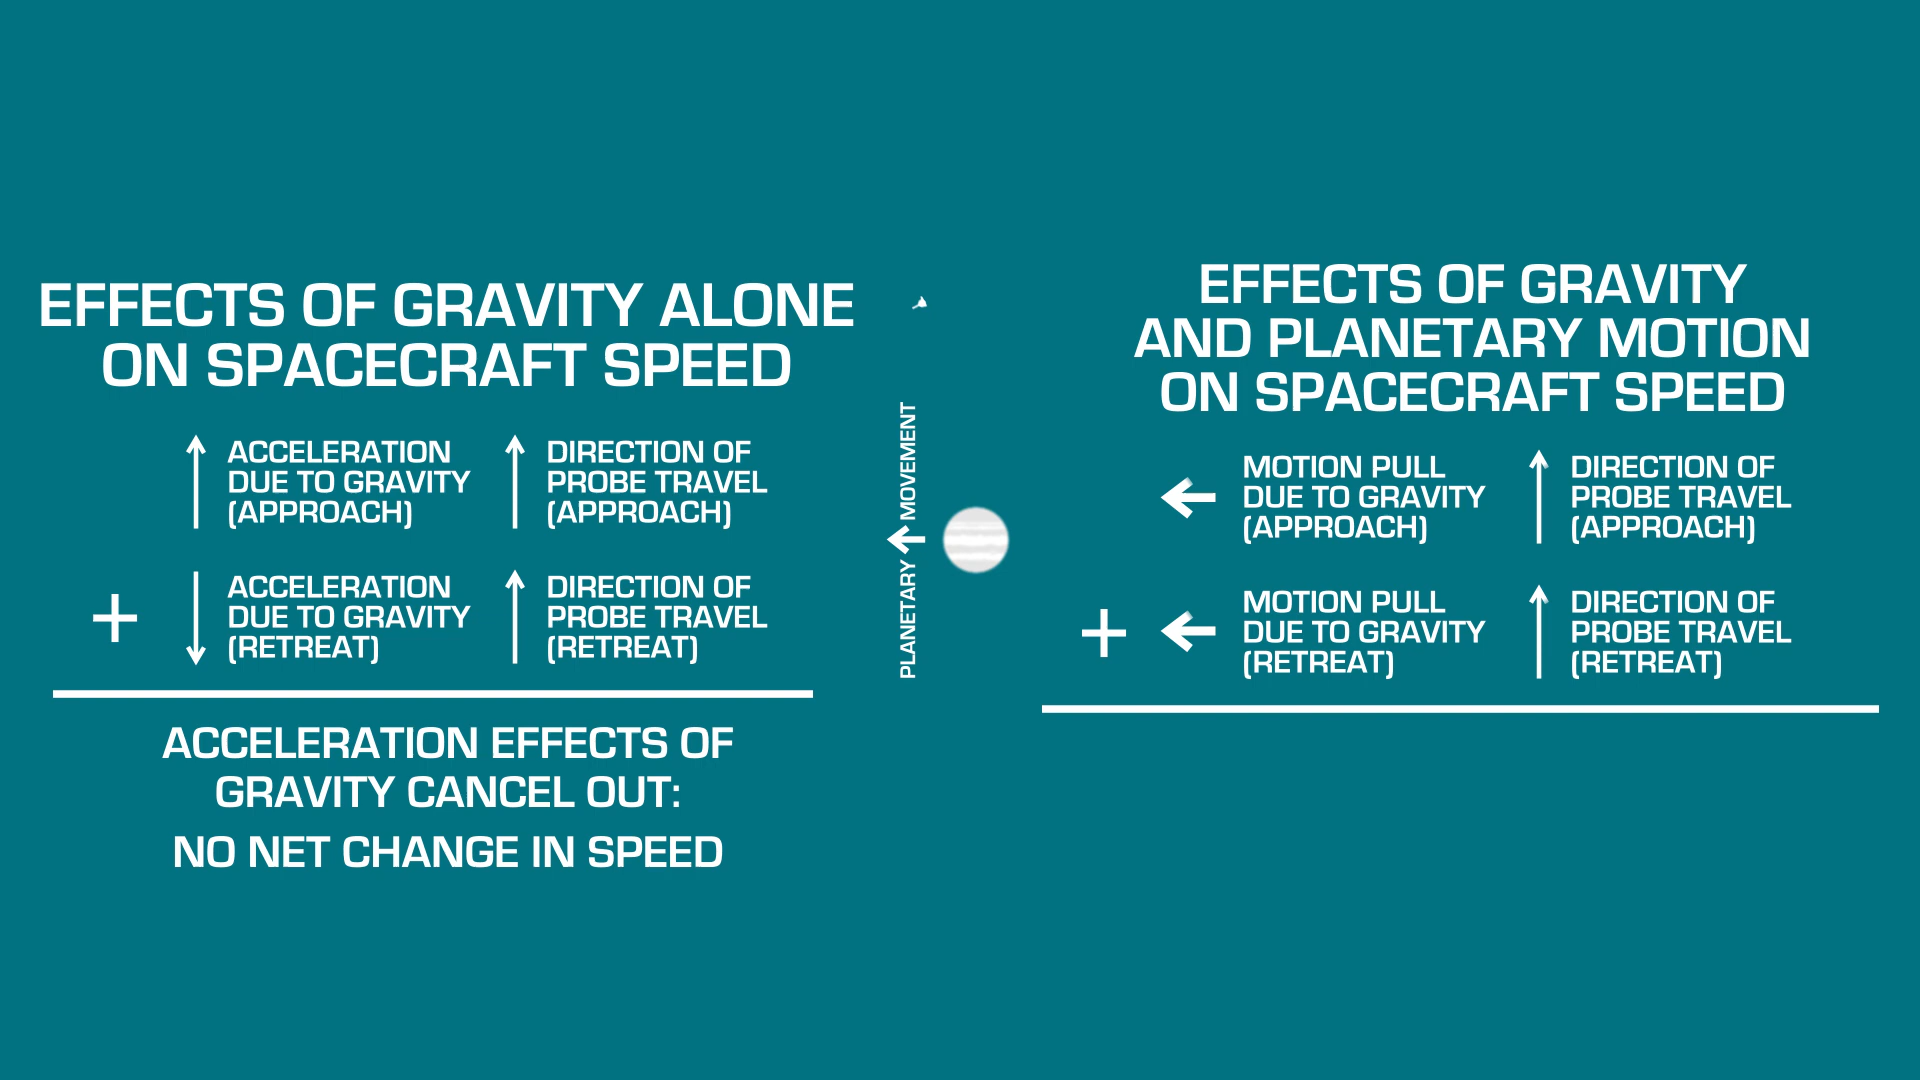 EFFECTS OF GRAVITY ALONE
ON SPACECRAFT SPEED
ACCELERATION
DUE TO GRAVITY
(APPROACH)
DIRECTION OF
PROBE TRAVEL
(APPROACH)
+
ACCELERATION
DUE TO GRAVITY
(RETREAT)
DIRECTION OF
PROBE TRAVEL
(RETREAT)
ACCELERATION EFFECTS OF
GRAVITY CANCEL OUT:
NO NET CHANGE IN SPEED
PLANETARY MOVEMENT
EFFECTS OF GRAVITY
AND PLANETARY MOTION
ON SPACECRAFT SPEED
MOTION PULL
DUE TO GRAVITY
(APPROACH)
DIRECTION OF
PROBE TRAVEL
(APPROACH)
+
MOTION PULL
DUE TO GRAVITY
(RETREAT)
DIRECTION OF
PROBE TRAVEL
(RETREAT)